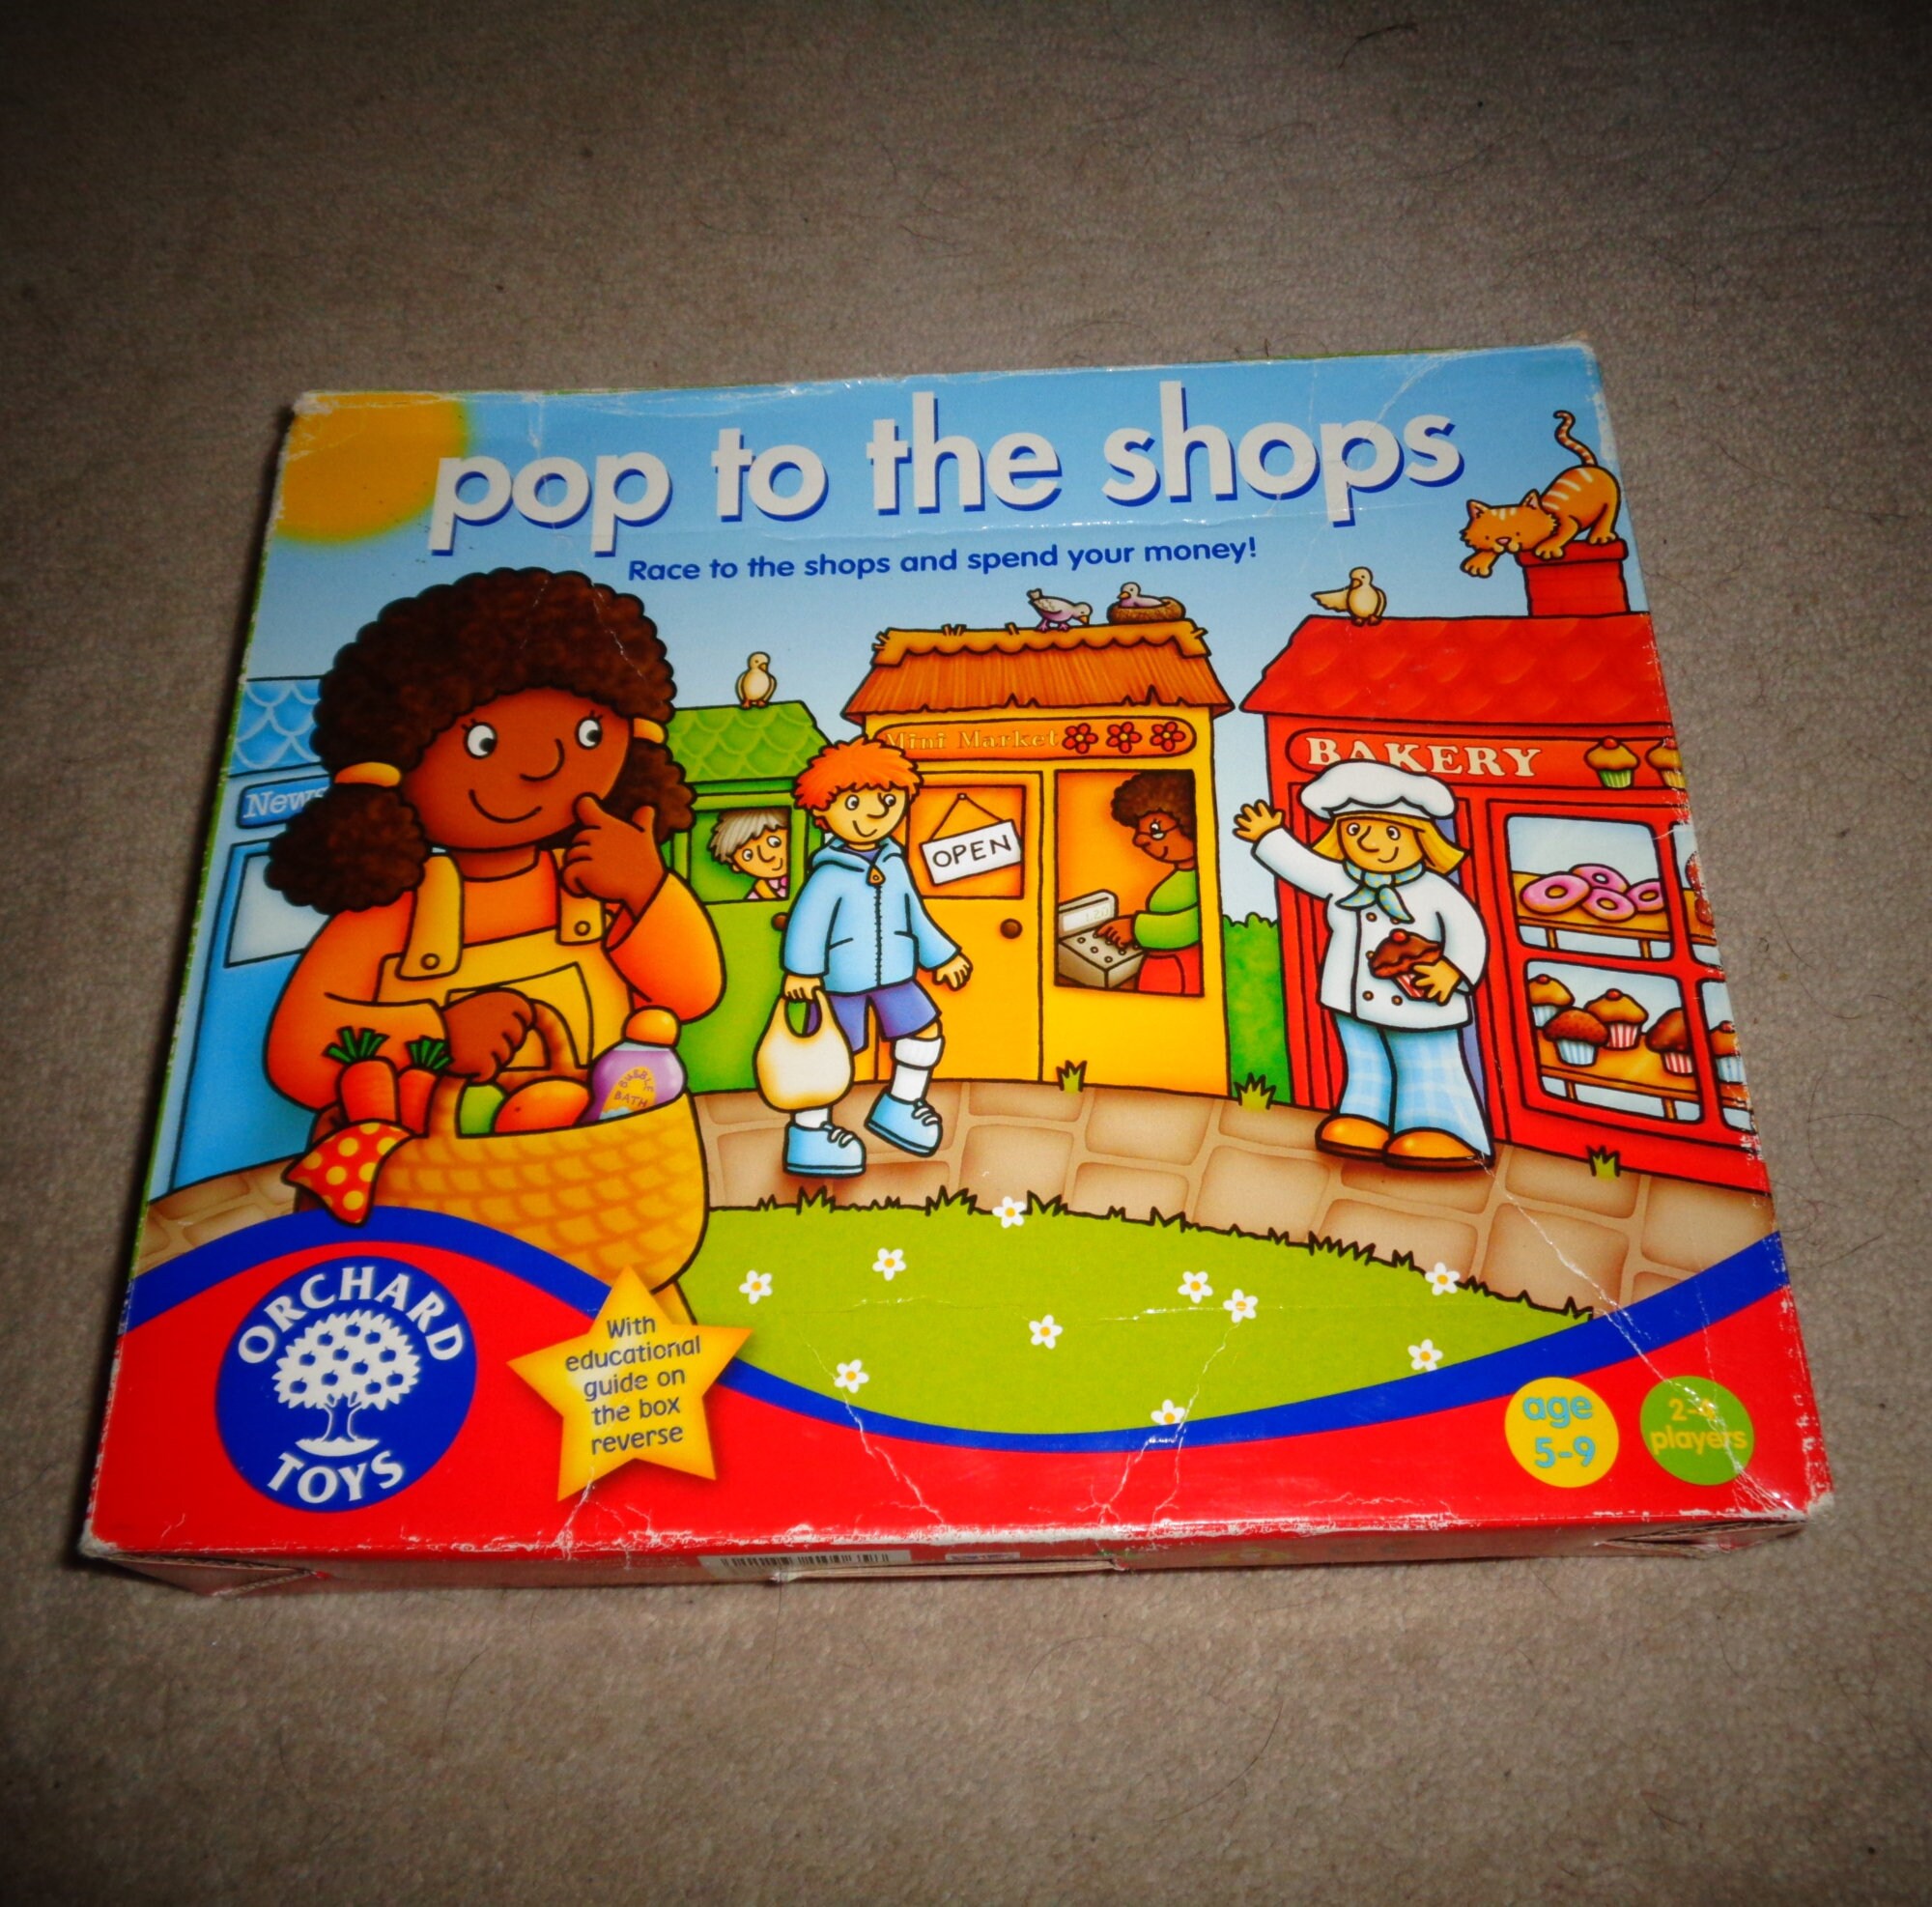 pop to the shops
Race to the shops and spend your money!
Mini Market
BAKERY
News
OPEN
BUBBLE
BATH
ORCHARD
TOYS
With
educational
guide on
the box
reverse
age
5-9
players